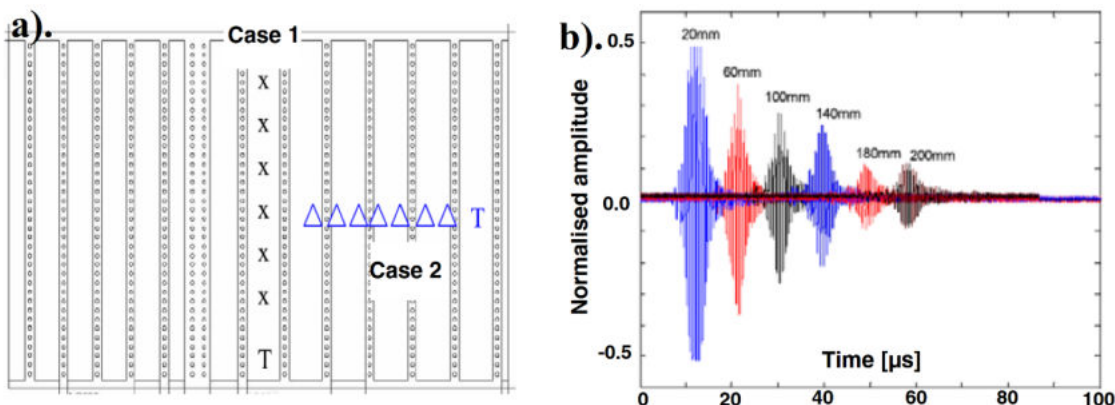 a).
Case 1
X
X
X
X
X
X
T
T
Case 2
b).
20mm
60mm
100mm
140mm
180mm
200mm
0.5
0.0
-0.5
Normalised amplitude
Time [µs]
0 10 20 40 60 80 100